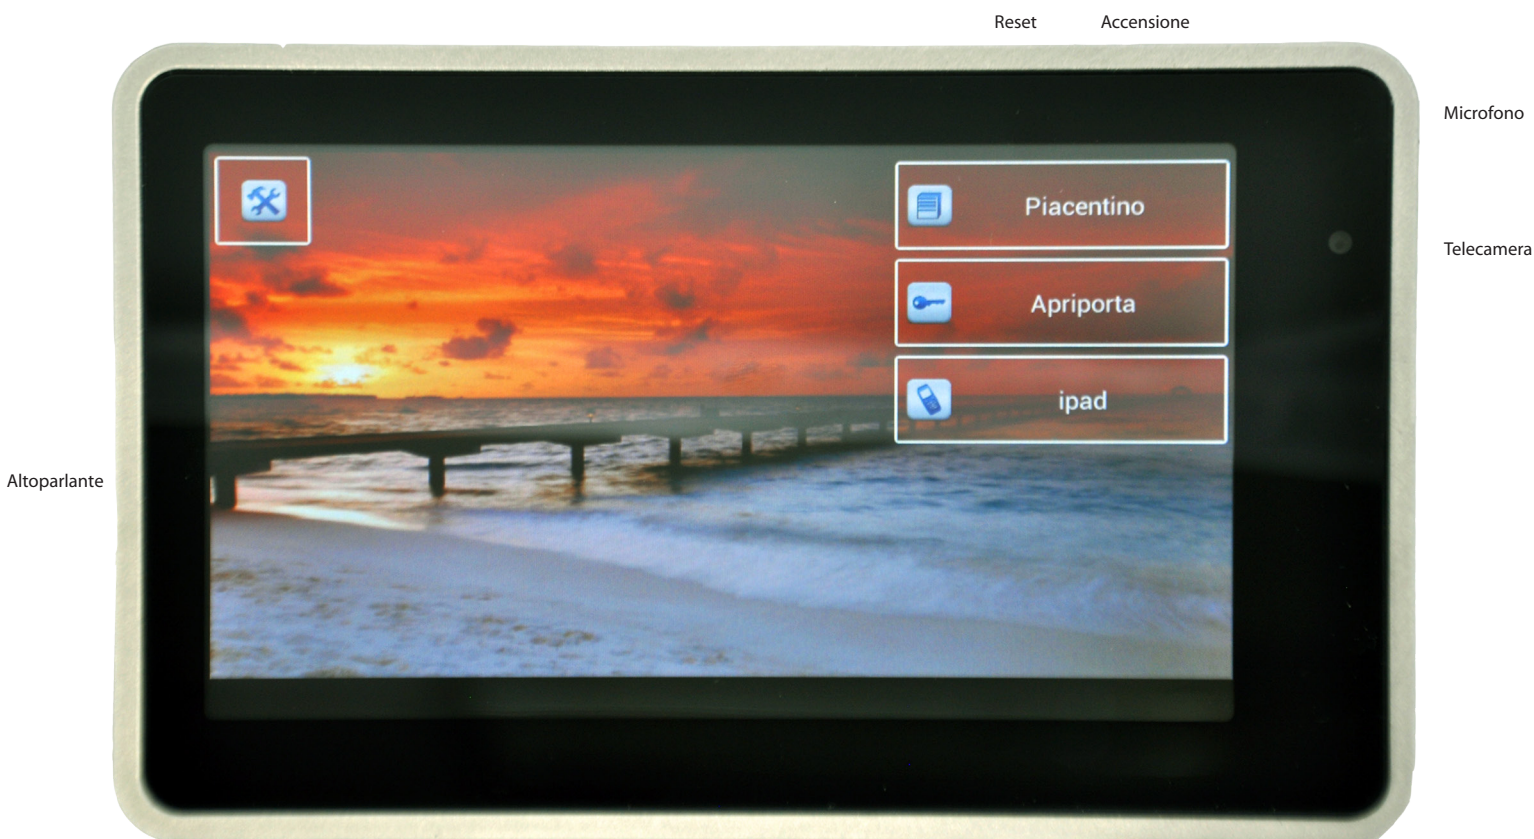 Reset Accensione
Microfono
Piacentino
Telecamera
Apriporta
ipad
Altoparlante